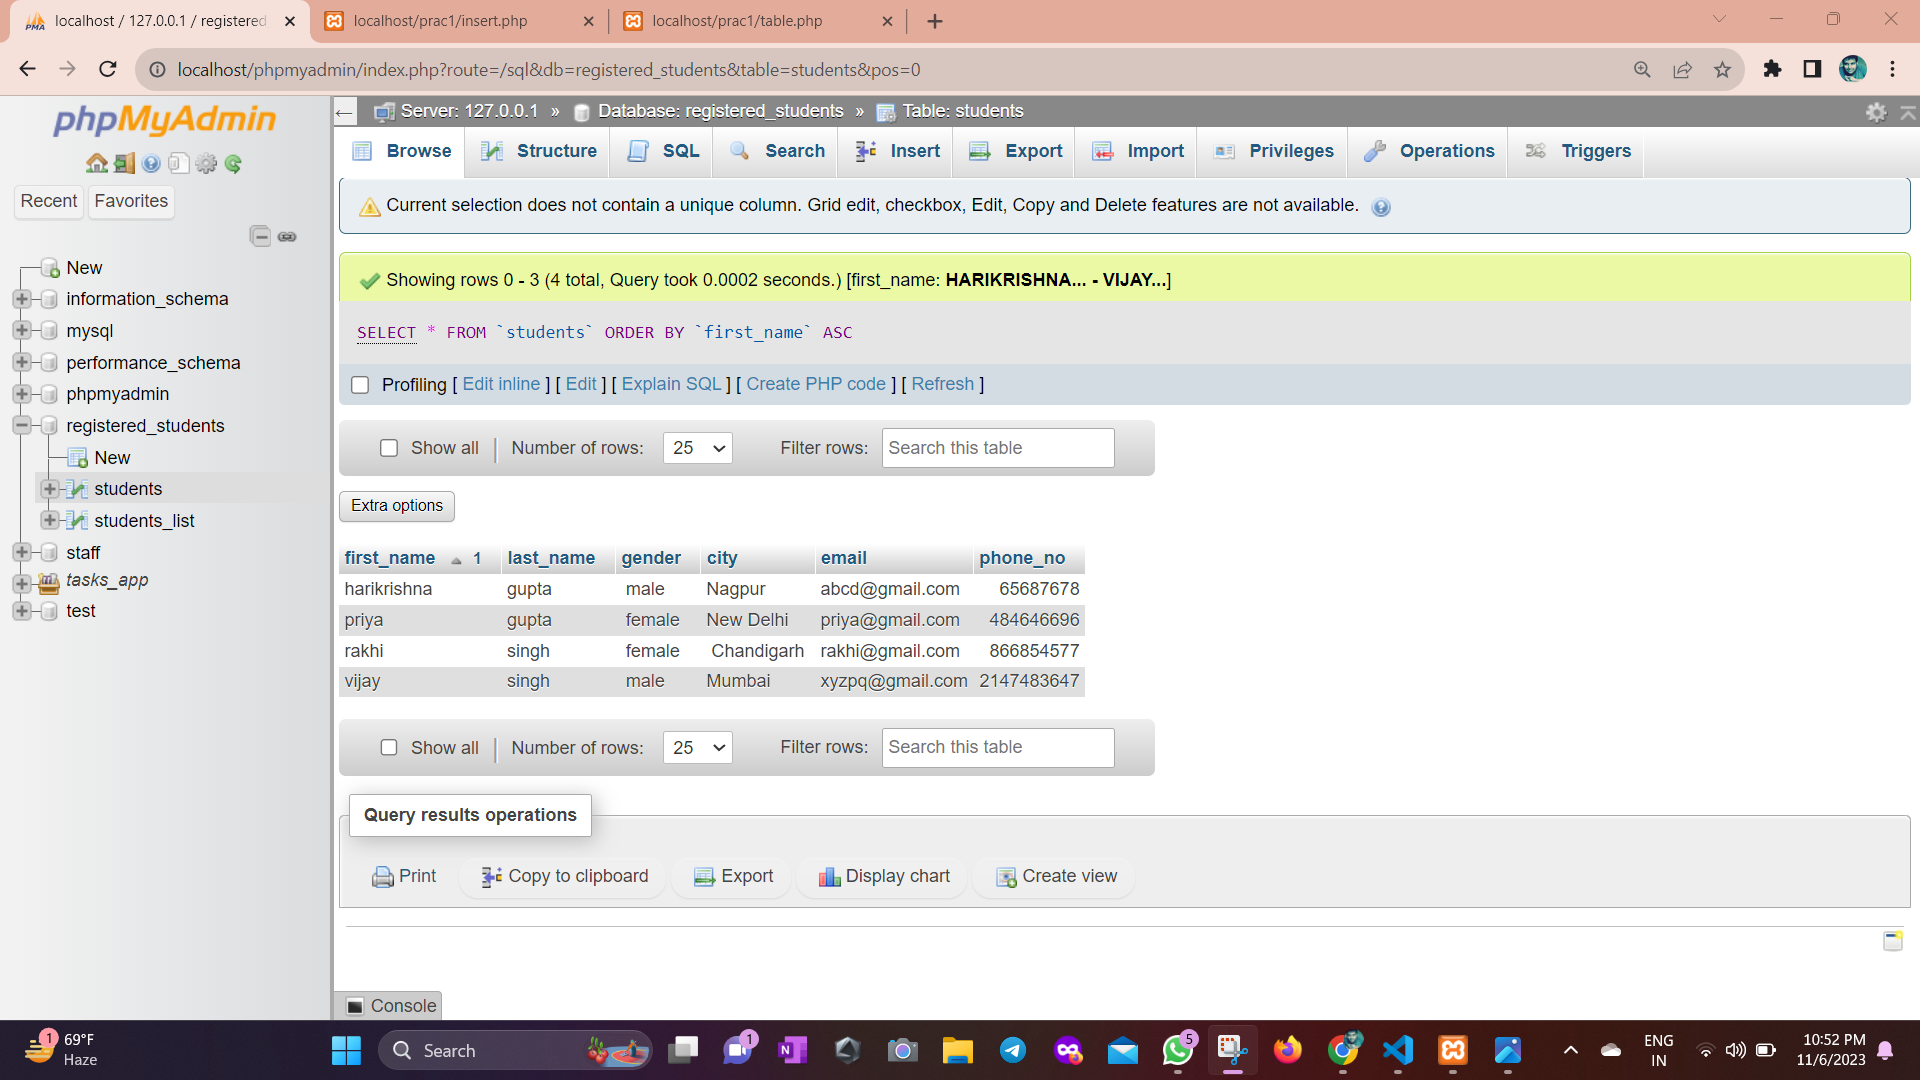 localhost / 127.0.0.1 / registered
localhost/prac1/insert.php
localhost/prac1/table.php
localhost/phpmyadmin/index.php?route=/sql&db=registered_students&table=students&pos=0
phpMyAdmin
Recent
Favorites
New
information_schema
mysql
performance_schema
phpmyadmin
registered_students
New
students
students_list
staff
tasks_app
test
Server: 127.0.0.1 » Database: registered_students » Table: students
Browse Structure SQL Search Insert Export Import Privileges Operations Triggers
Current selection does not contain a unique column. Grid edit, checkbox, Edit, Copy and Delete features are not available.
Showing rows 0 - 3 (4 total, Query took 0.0002 seconds.) [first_name: HARIKRISHNA... - VIJAY...]
SELECT * FROM `students` ORDER BY `first_name` ASC
Profiling [ Edit inline ] [ Edit ] [ Explain SQL ] [ Create PHP code ] [ Refresh ]
Show all Number of rows: 25 Filter rows: Search this table
Extra options
first_name 1 last_name gender city email phone_no
harikrishna gupta male Nagpur abcd@gmail.com 65687678
priya gupta female New Delhi priya@gmail.com 484646696
rakhi singh female Chandigarh rakhi@gmail.com 866854577
vijay singh male Mumbai xyzpq@gmail.com 2147483647
Show all Number of rows: 25 Filter rows: Search this table
Query results operations
Print Copy to clipboard Export Display chart Create view
Console
1
69°F
Haze
Search
1
N
5
ENG
IN
10:52 PM
11/6/2023